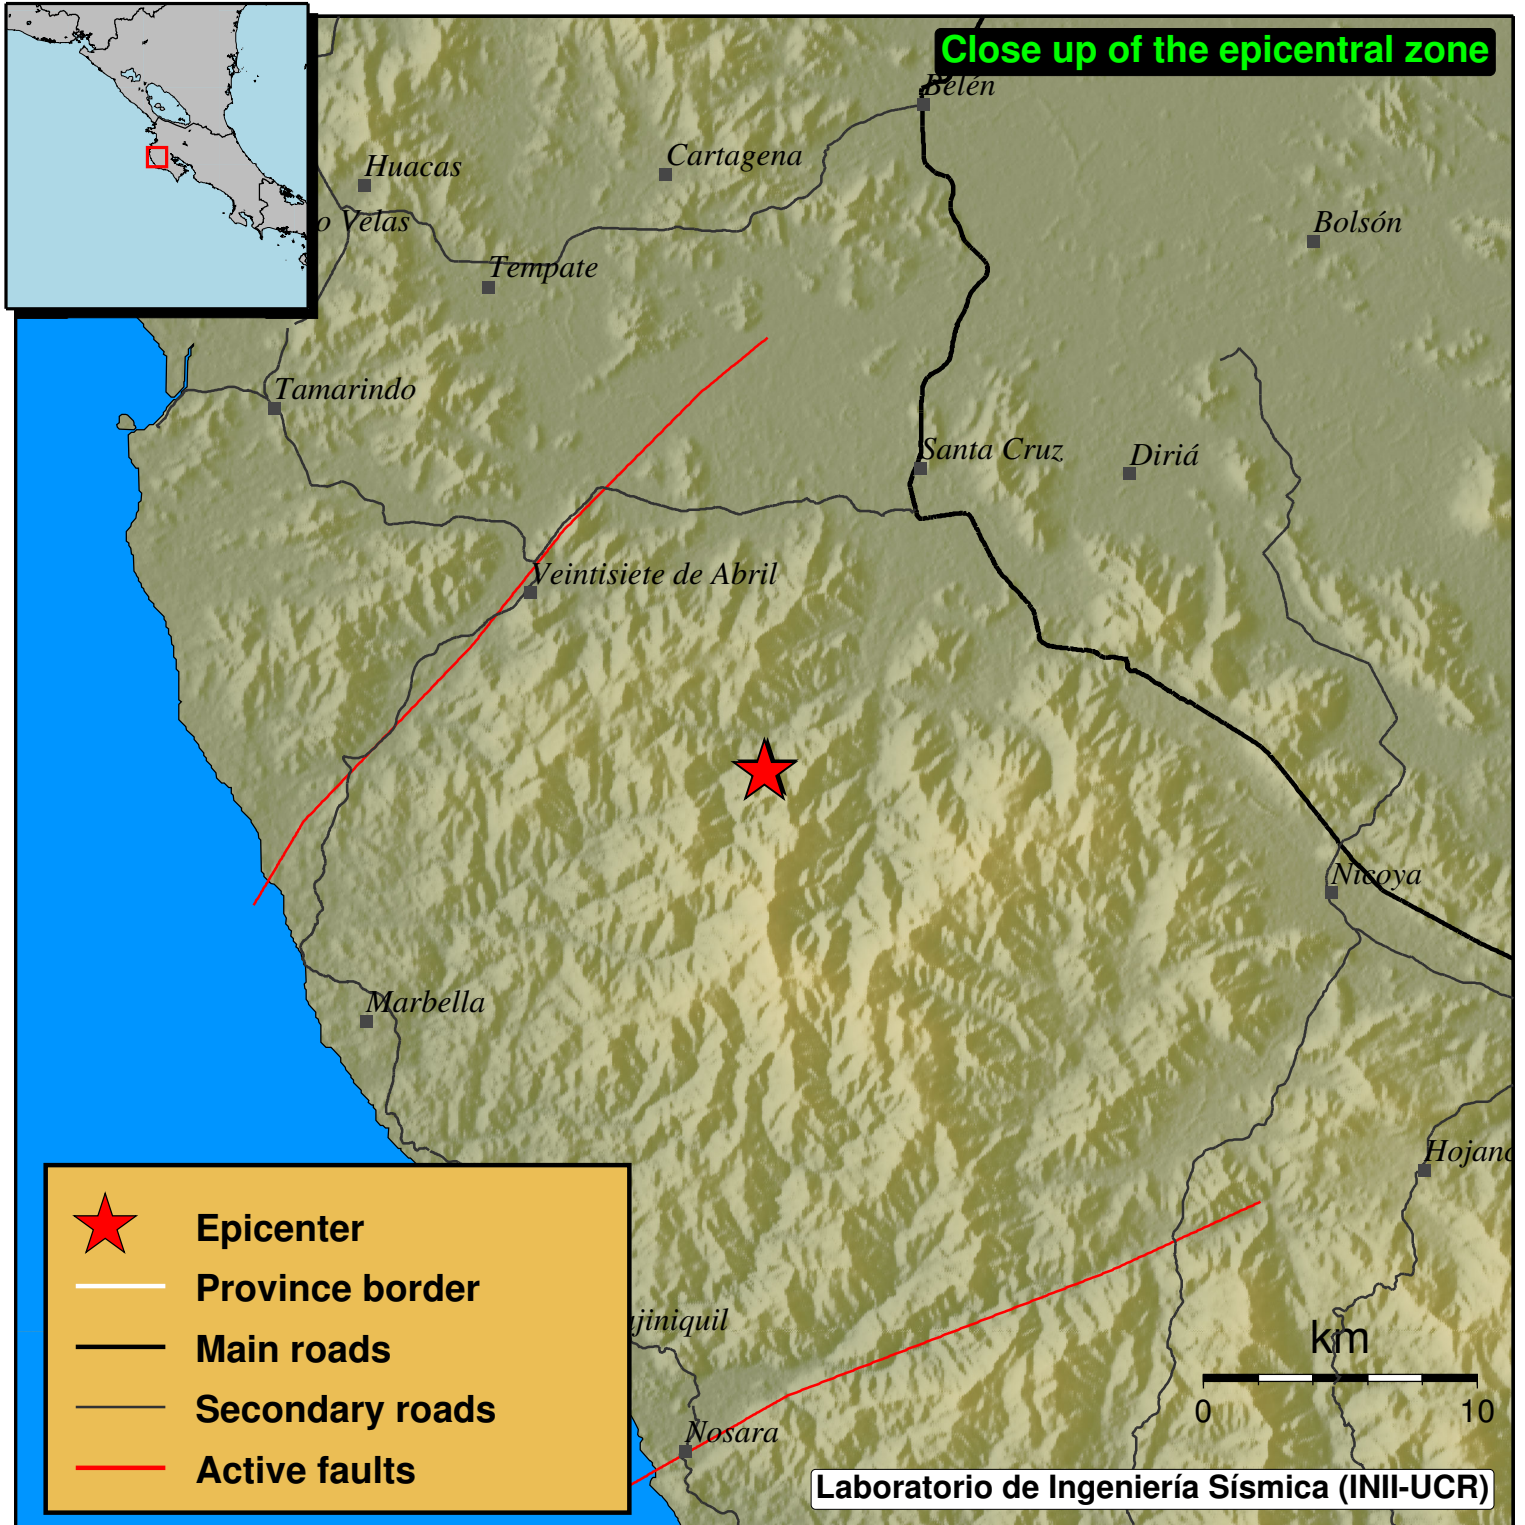 Close up of the epicentral zone
Belén
Huacas
Cartagena
o Velas
Bolsón
Tempate
Tamarindo
Santa Cruz
Diriá
Veintisiete de Abril
Nicoya
Marbella
Hojanc
Epicenter
Province border
Main roads
Secondary roads
Active faults
jiniquil
km
0 10
Nosara
Laboratorio de Ingeniería Sísmica (INII-UCR)